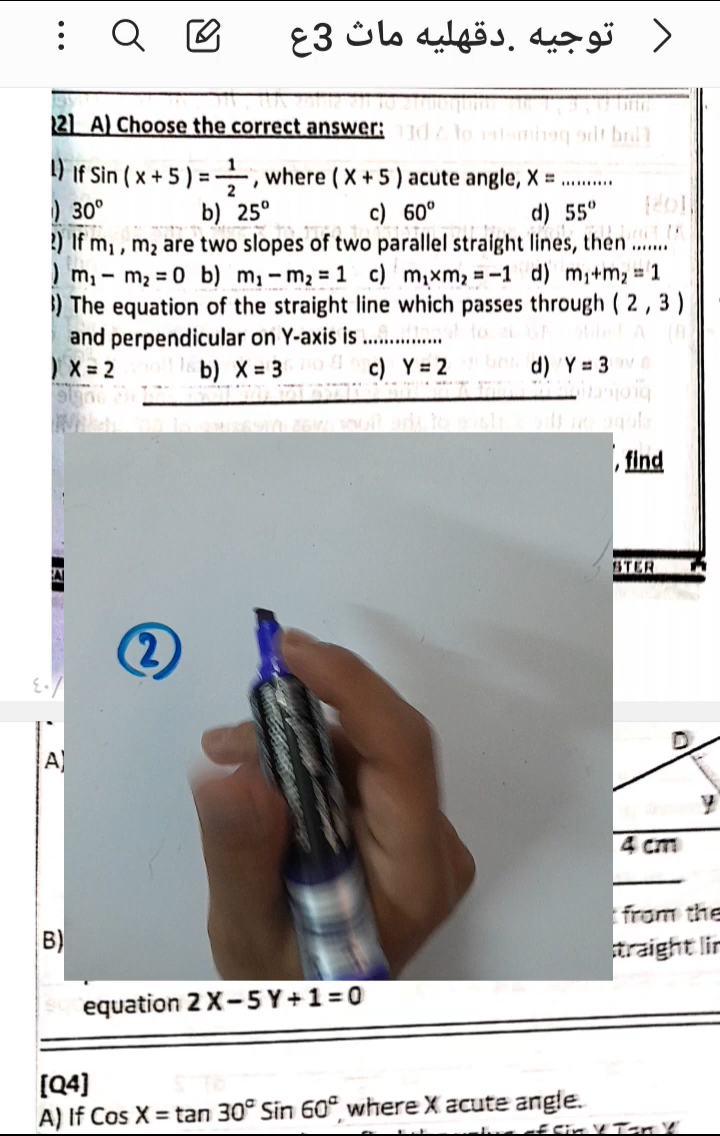 توجيه .دقهليه ماث 3ع
2] A) Choose the correct answer:
1) If Sin ( x + 5 ) = 1/2 , where ( X + 5 ) acute angle, X = ..........
) 30° b) 25° c) 60° d) 55°
2) If m₁ , m₂ are two slopes of two parallel straight lines, then .......
) m₁ – m₂ = 0 b) m₁ – m₂ = 1 c) m₁×m₂ = –1 d) m₁+m₂ = 1
3) The equation of the straight line which passes through ( 2 , 3 )
and perpendicular on Y-axis is ...............
) X = 2 b) X = 3 c) Y = 2 d) Y = 3
, find
STER
2
٤٠/
A)
D
y
4 cm
from the
B)
equation 2 X – 5 Y + 1 = 0
[Q4]
A) If Cos X = tan 30° Sin 60°, where X acute angle.